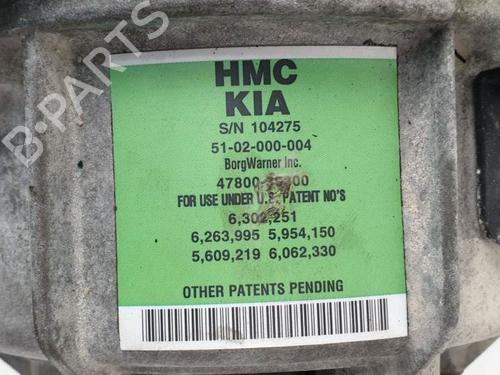 B-PARTS
HMC
KIA
S/N 104275
51-02-000-004
BorgWarner Inc.
FOR USE UNDER U.S. PATENT NO'S
6,302,251
6,263,995 5,954,150
5,609,219 6,062,330
OTHER PATENTS PENDING